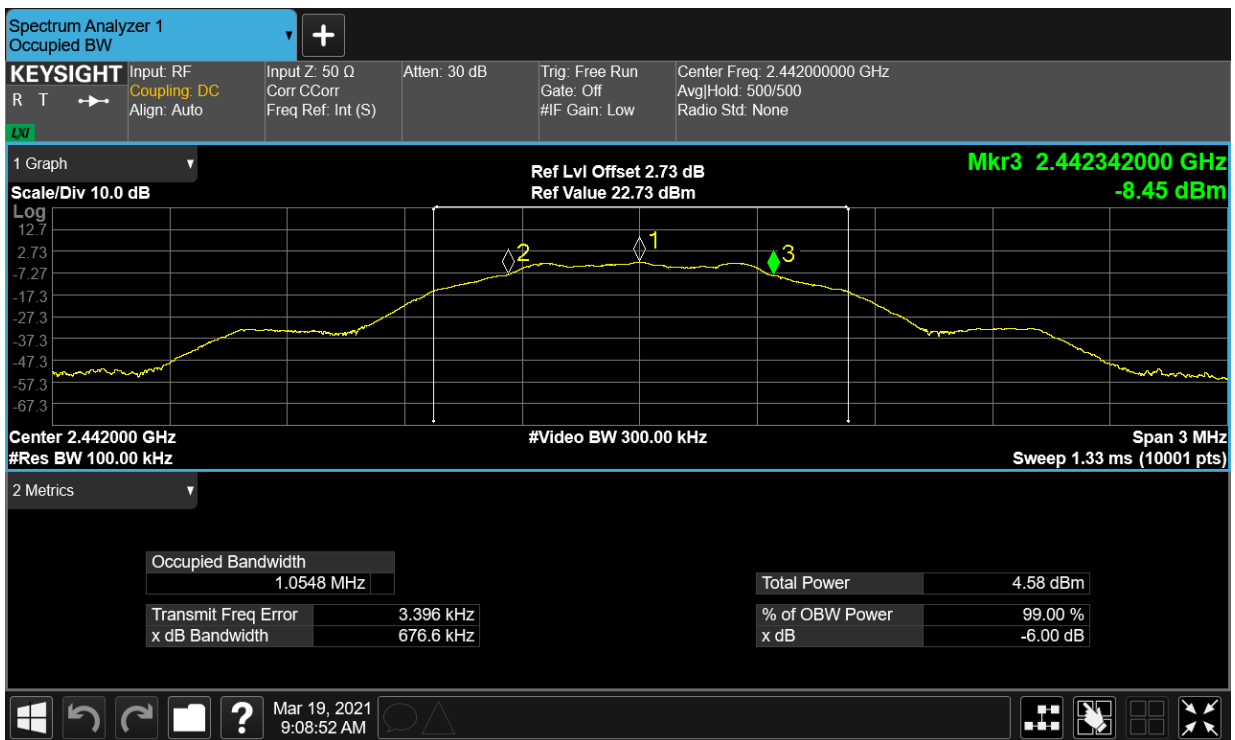 Spectrum Analyzer 1
Occupied BW
KEYSIGHT
R T
LXI
Input: RF
Coupling: DC
Align: Auto
Input Z: 50 Ω
Corr CCorr
Freq Ref: Int (S)
Atten: 30 dB
Trig: Free Run
Gate: Off
#IF Gain: Low
Center Freq: 2.442000000 GHz
Avg|Hold: 500/500
Radio Std: None
1 Graph
Scale/Div 10.0 dB
Ref Lvl Offset 2.73 dB
Ref Value 22.73 dBm
Mkr3 2.442342000 GHz
-8.45 dBm
Log
12.7
2.73
-7.27
-17.3
-27.3
-37.3
-47.3
-57.3
-67.3
2
1
3
Center 2.442000 GHz
#Res BW 100.00 kHz
#Video BW 300.00 kHz
Span 3 MHz
Sweep 1.33 ms (10001 pts)
2 Metrics
Occupied Bandwidth
1.0548 MHz
Transmit Freq Error 3.396 kHz
x dB Bandwidth 676.6 kHz
Total Power 4.58 dBm
% of OBW Power 99.00 %
x dB -6.00 dB
?
Mar 19, 2021
9:08:52 AM